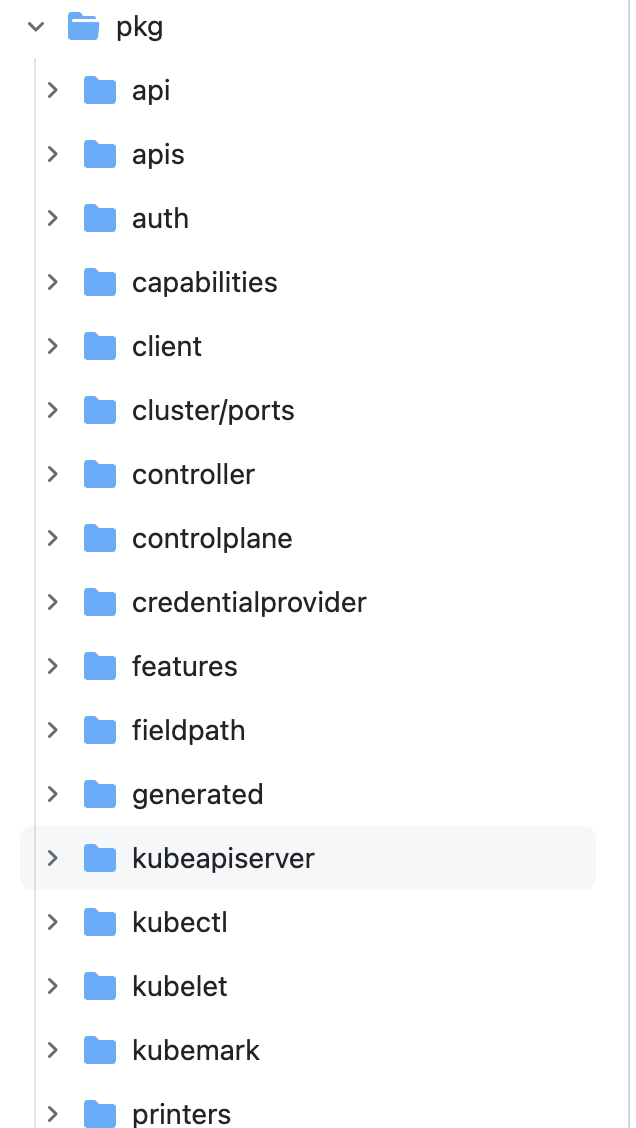 pkg
api
apis
auth
capabilities
client
cluster/ports
controller
controlplane
credentialprovider
features
fieldpath
generated
kubeapiserver
kubectl
kubelet
kubemark
printers